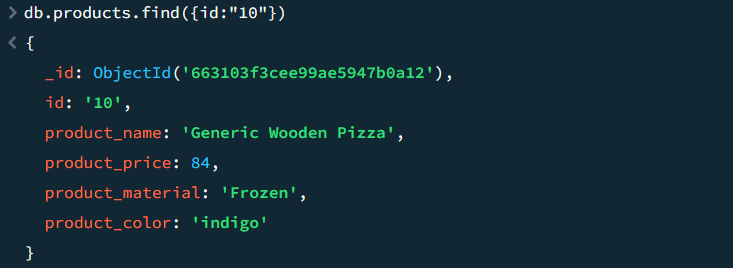 > db.products.find({id:"10"})
< {
_id: ObjectId('663103f3cee99ae5947b0a12'),
id: '10',
product_name: 'Generic Wooden Pizza',
product_price: 84,
product_material: 'Frozen',
product_color: 'indigo'
}